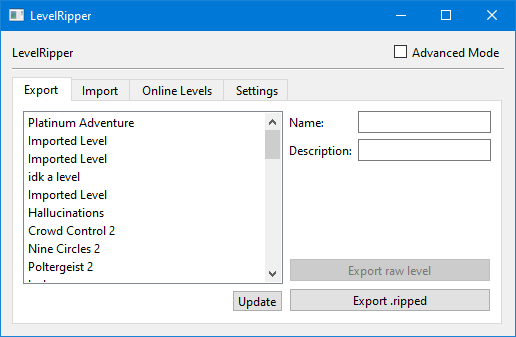 LevelRipper
LevelRipper
Advanced Mode
Export
Import
Online Levels
Settings
Platinum Adventure
Imported Level
Imported Level
idk a level
Imported Level
Hallucinations
Crowd Control 2
Nine Circles 2
Poltergeist 2
Name:
Description:
Export raw level
Update
Export .ripped